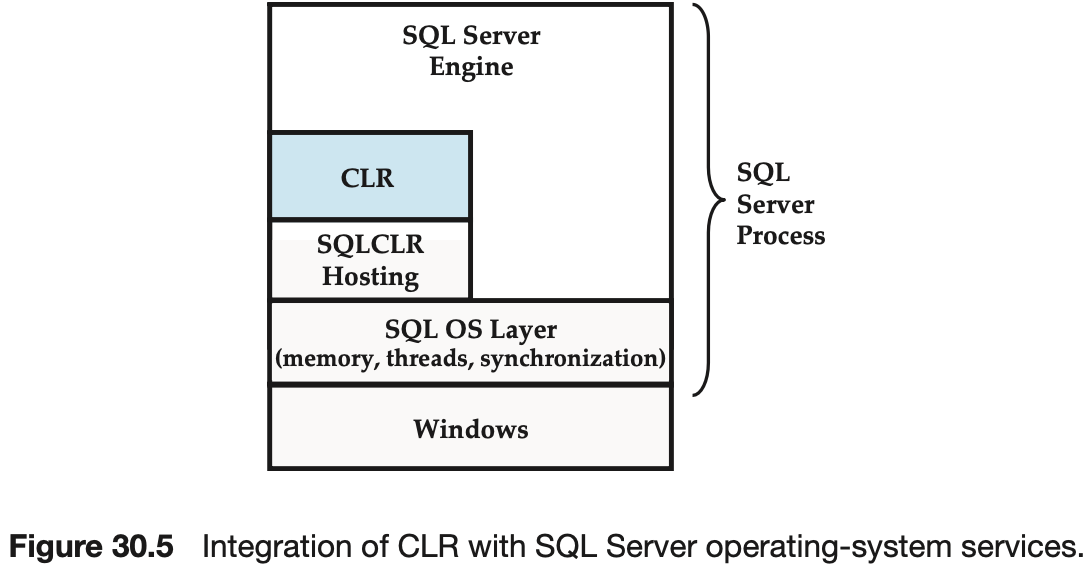 SQL Server
Engine
CLR
SQLCLR
Hosting
SQL OS Layer
(memory, threads, synchronization)
Windows
SQL
Server
Process
Figure 30.5 Integration of CLR with SQL Server operating-system services.